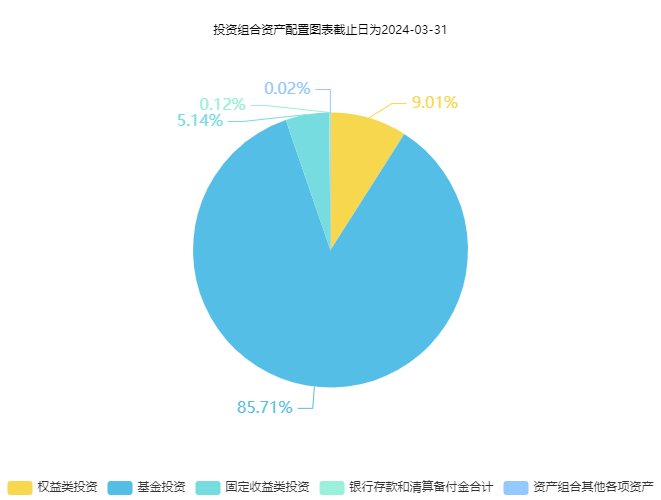 投资组合资产配置图表截止日为2024-03-31
0.02%
9.01%
0.12%
5.14%
85.71%
权益类投资 基金投资 固定收益类投资 银行存款和清算备付金合计 资产组合其他各项资产